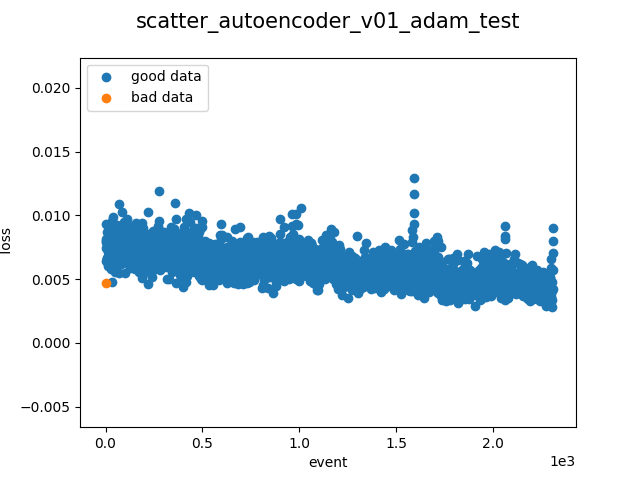 scatter_autoencoder_v01_adam_test
good data
bad data
0.020
0.015
0.010
0.005
0.000
−0.005
loss
0.0 0.5 1.0 1.5 2.0
1e3
event